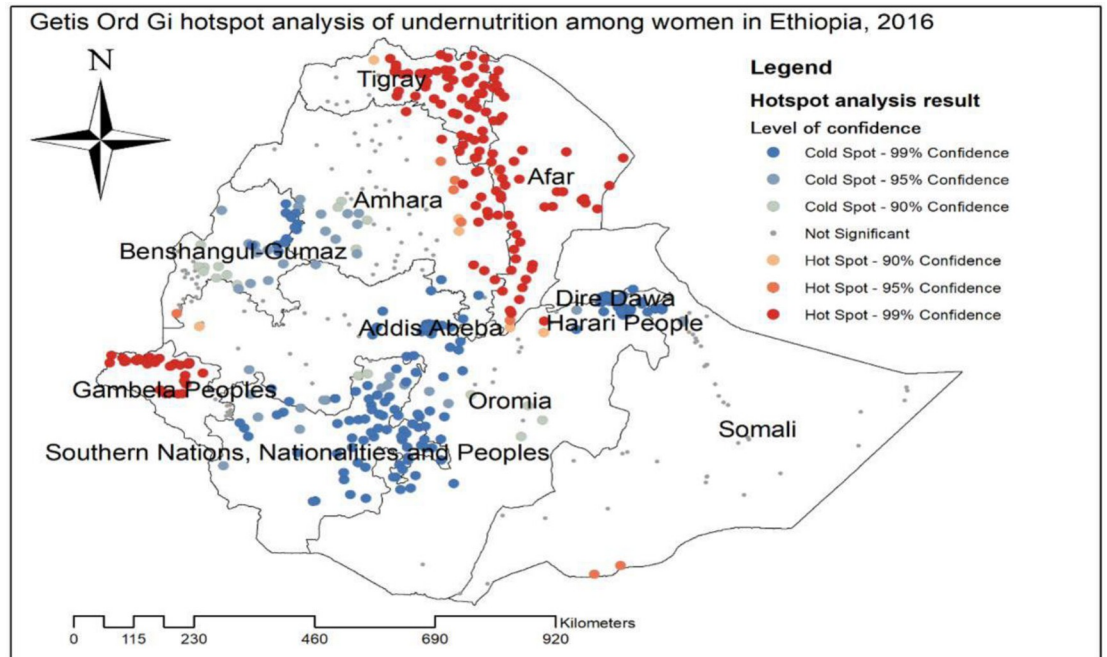 Getis Ord Gi hotspot analysis of undernutrition among women in Ethiopia, 2016
N
Legend
Hotspot analysis result
Level of confidence
Cold Spot - 99% Confidence
Cold Spot - 95% Confidence
Cold Spot - 90% Confidence
Not Significant
Hot Spot - 90% Confidence
Hot Spot - 95% Confidence
Hot Spot - 99% Confidence
Tigray
Afar
Amhara
Benshangul-Gumaz
Dire Dawa
Addis Abeba
Harari People
Gambela Peoples
Oromia
Somali
Southern Nations, Nationalities and Peoples
Kilometers
0 115 230 460 690 920